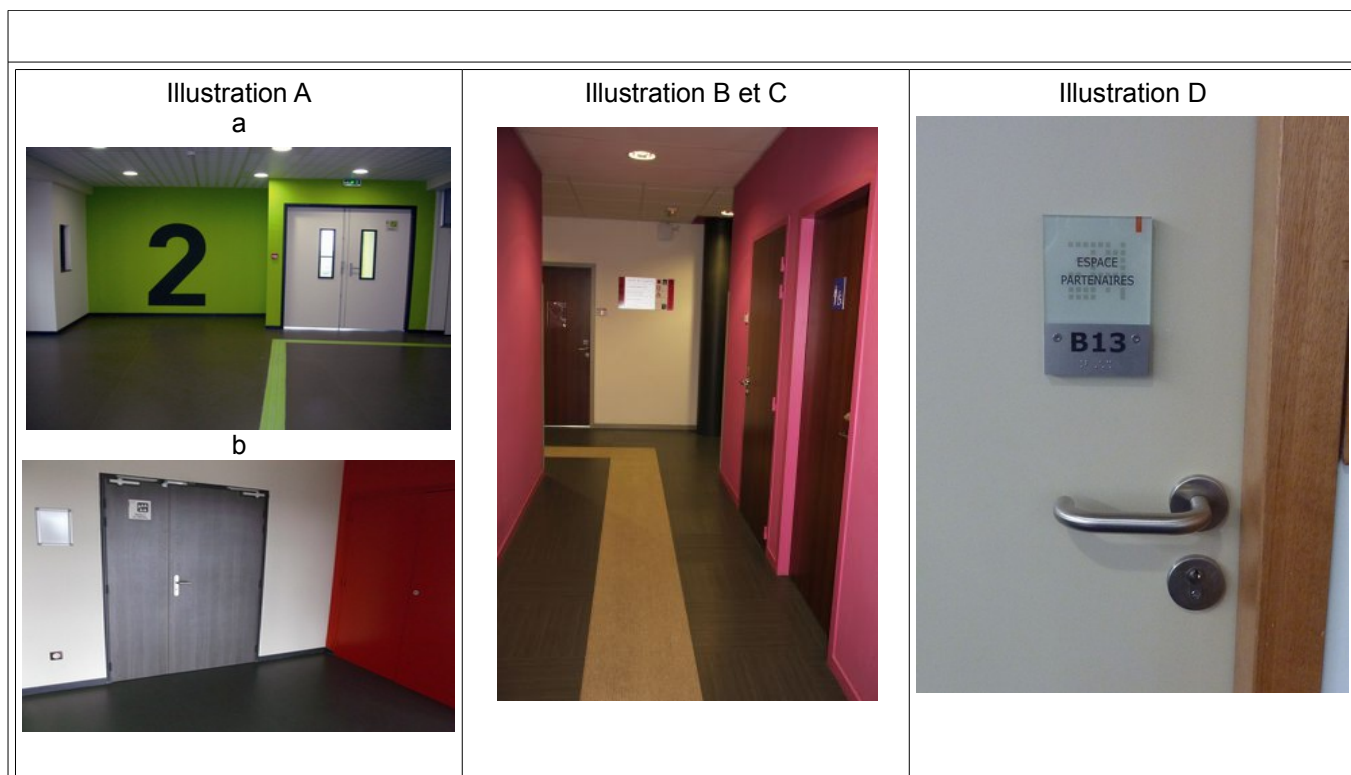 Illustration A
a
2
b
Illustration B et C
Illustration D
ESPACE
PARTENAIRES
B13